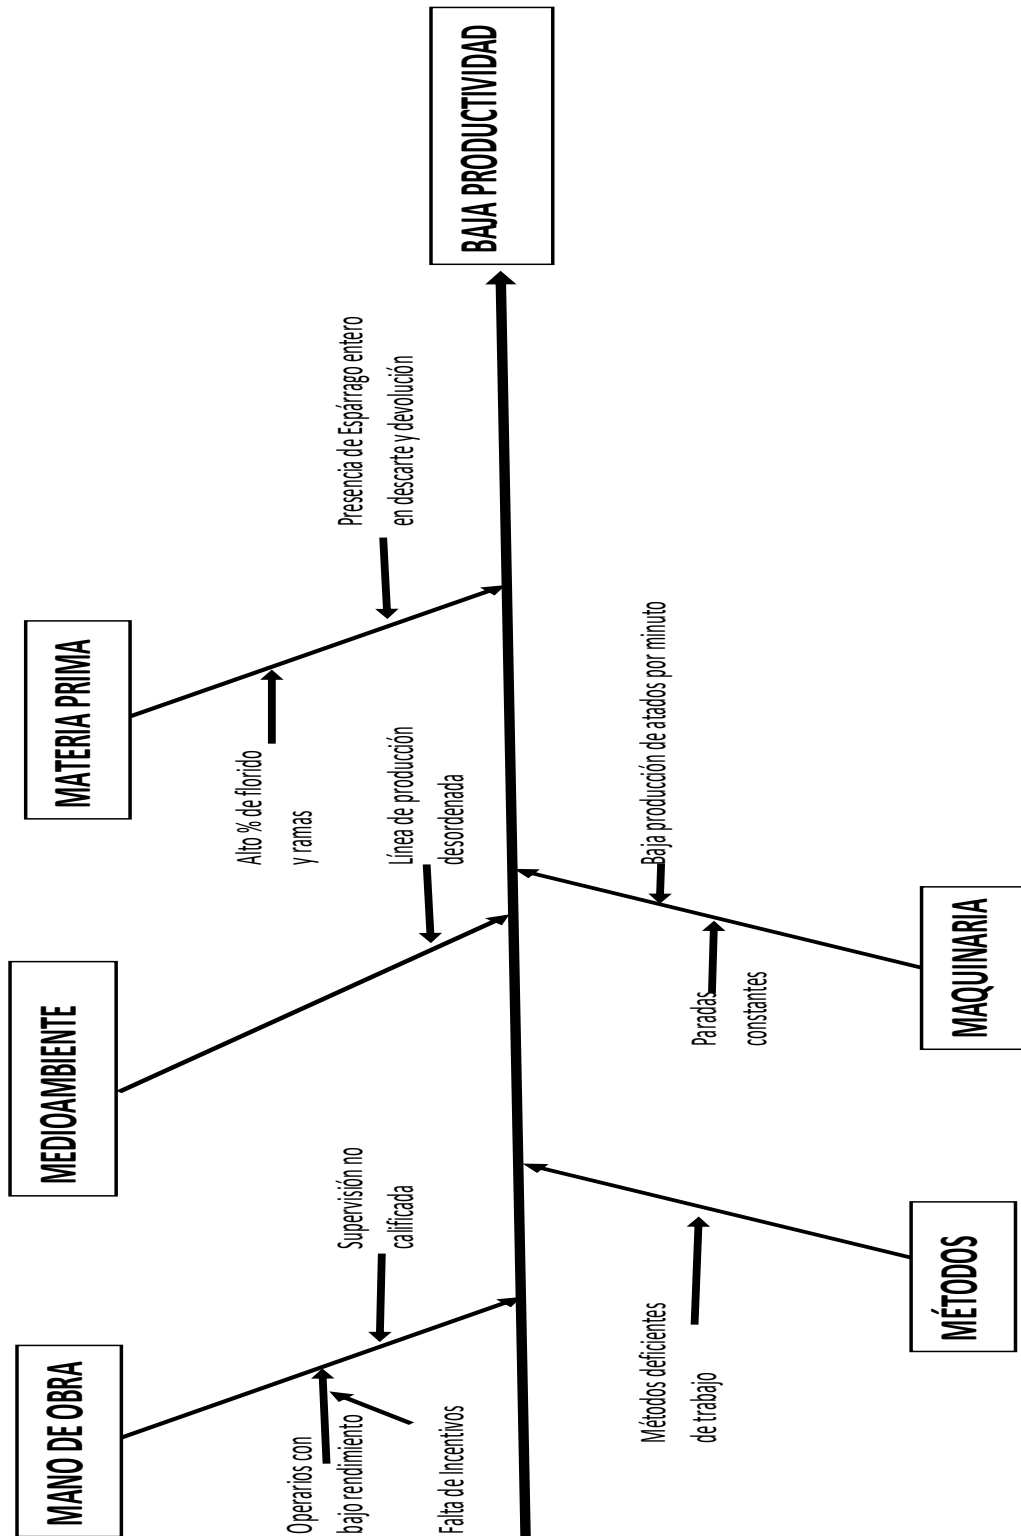 MANO DE OBRA
Operarios con
bajo rendimiento
Falta de Incentivos
Supervisión no
calificada
MEDIOAMBIENTE
Línea de producción
desordenada
MATERIA PRIMA
Alto % de florido
y ramas
Presencia de Espárrago entero
en descarte y devolución
BAJA PRODUCTIVIDAD
MÉTODOS
Métodos deficientes
de trabajo
MAQUINARIA
Paradas
constantes
Baja producción de atados por minuto